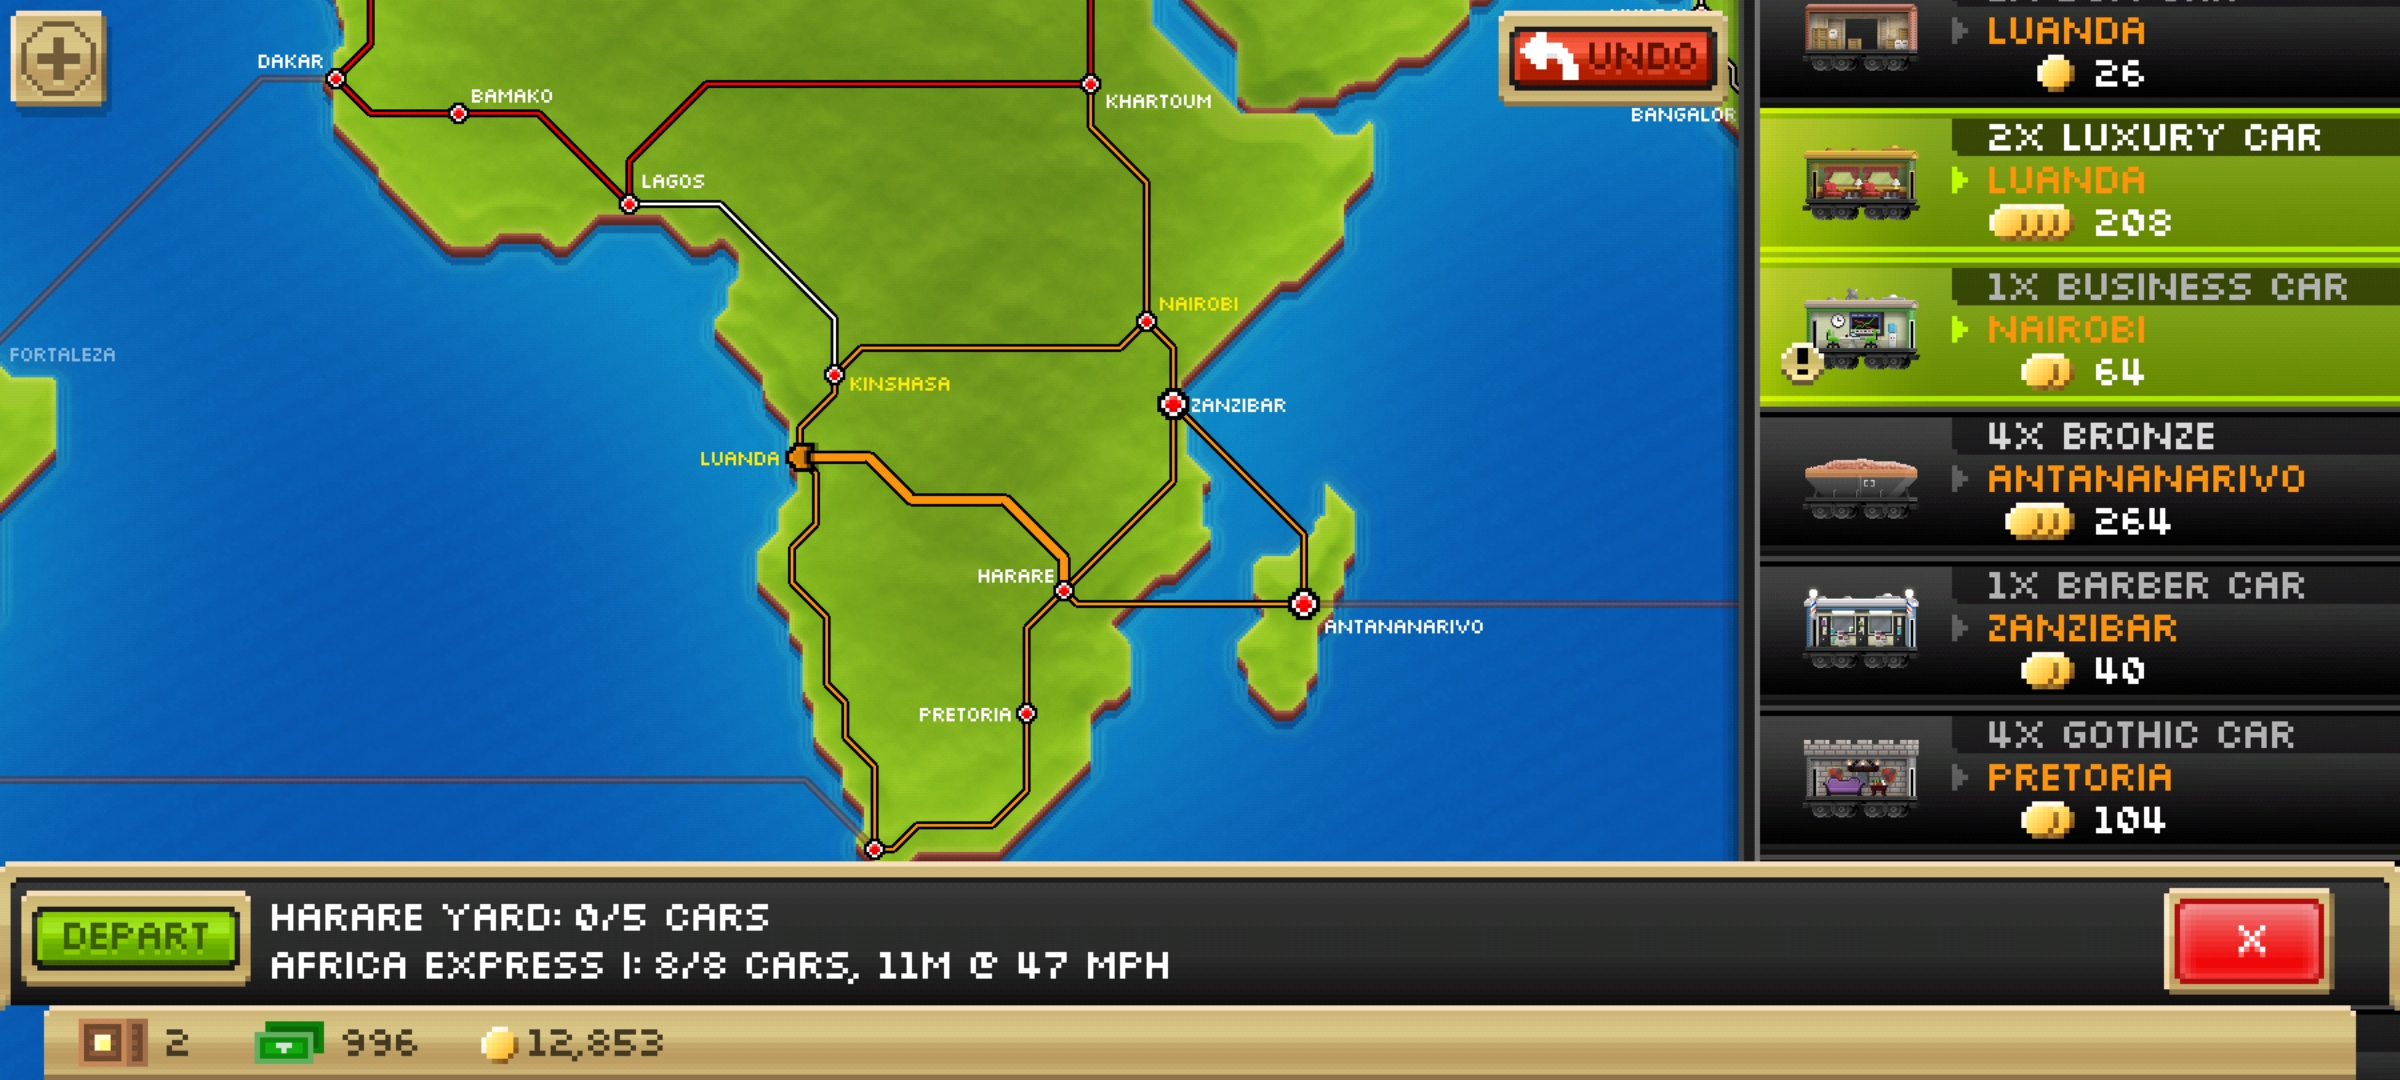 DAKAR
BAMAKO
LAGOS
KHARTOUM
UNDO
BANGALOR
NAIROBI
FORTALEZA
KINSHASA
ZANZIBAR
LUANDA
HARARE
ANTANANARIVO
PRETORIA
LUANDA
26
2X LUXURY CAR
LUANDA
208
1X BUSINESS CAR
NAIROBI
64
4X BRONZE
ANTANANARIVO
264
1X BARBER CAR
ZANZIBAR
40
4X GOTHIC CAR
PRETORIA
104
DEPART
HARARE YARD: 0/5 CARS
AFRICA EXPRESS I: 8/8 CARS, 11M @ 47 MPH
X
2
996
12,853